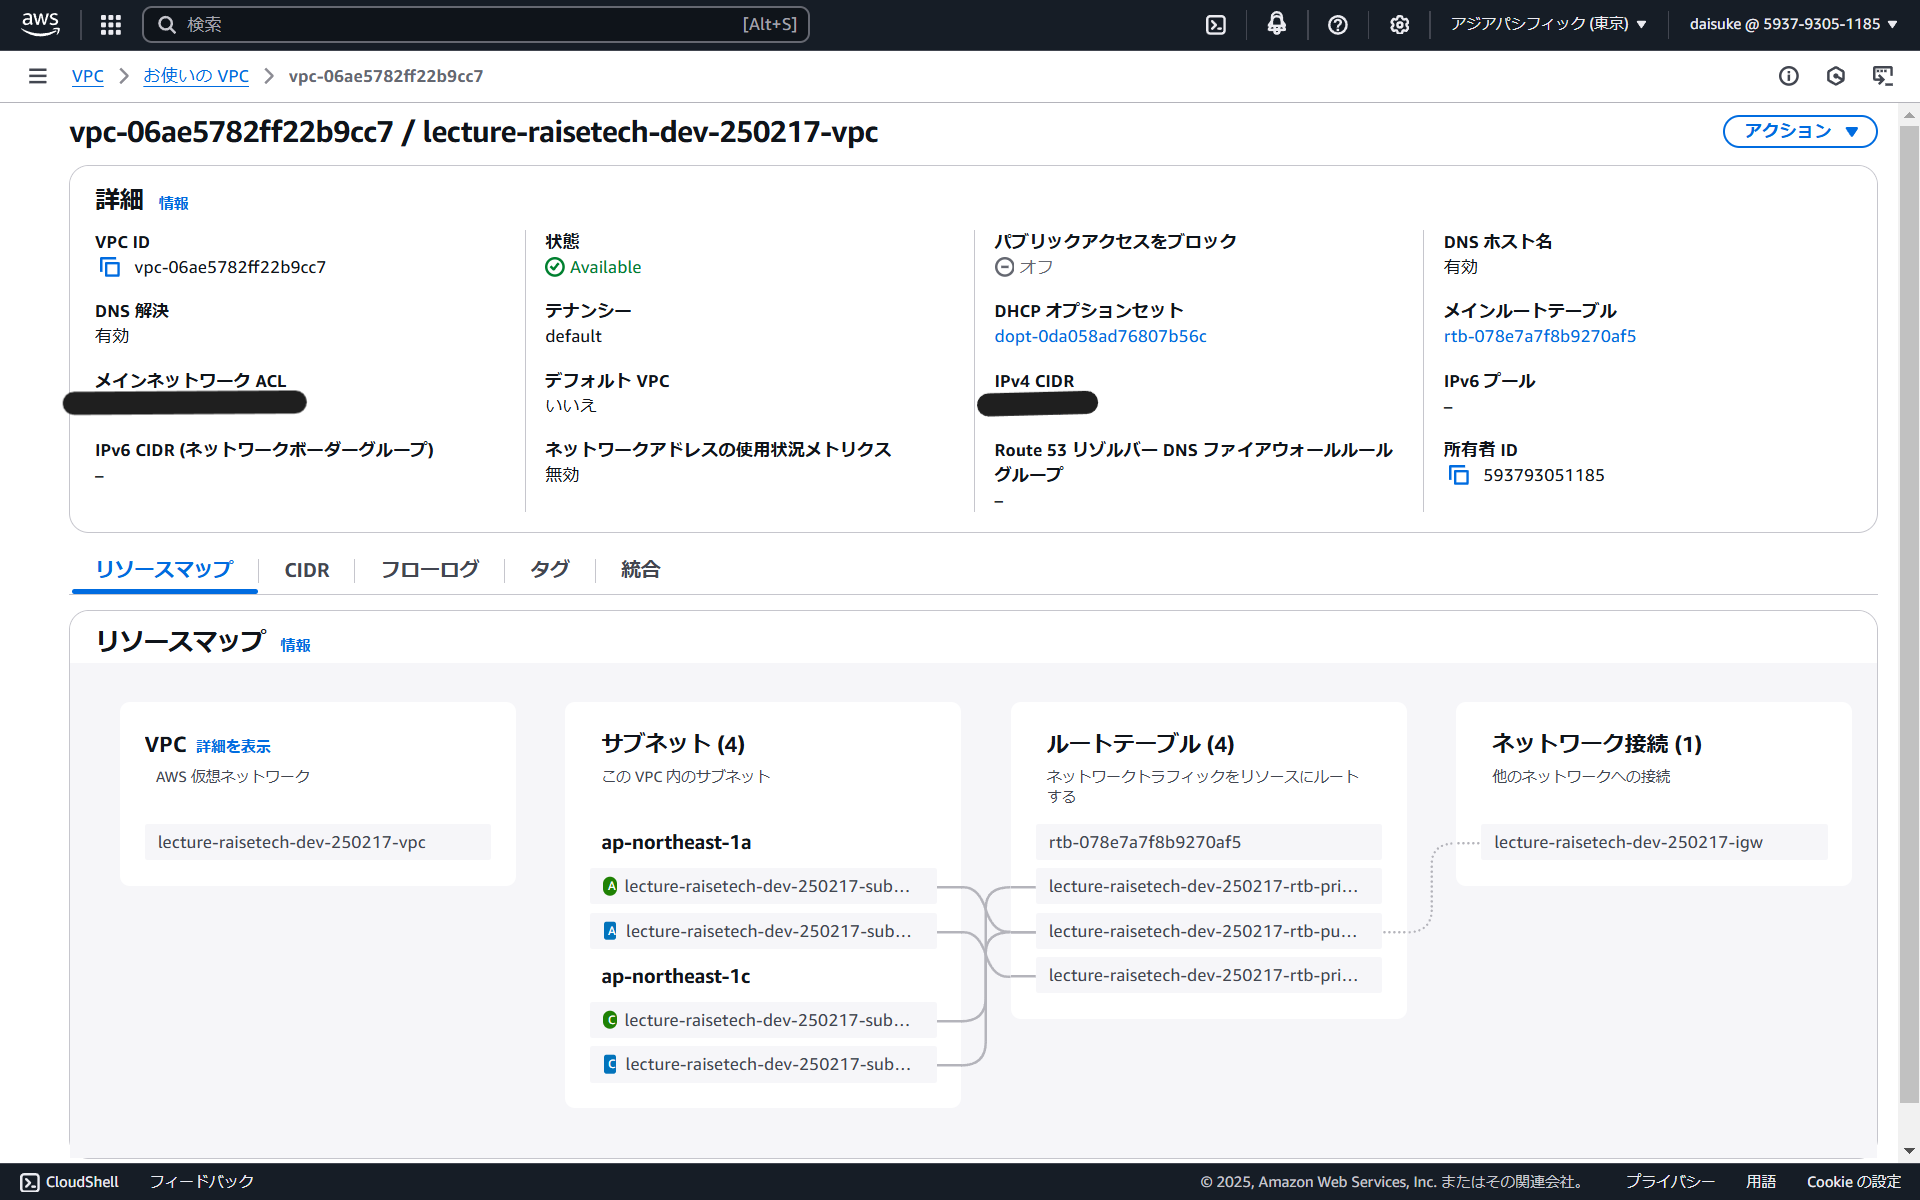 aws
検索
[Alt+S]
アジアパシフィック (東京) ▼
daisuke @ 5937-9305-1185 ▼
VPC
お使いの VPC
vpc-06ae5782ff22b9cc7
vpc-06ae5782ff22b9cc7 / lecture-raisetech-dev-250217-vpc
アクション ▼
詳細 情報
VPC ID
vpc-06ae5782ff22b9cc7
状態
Available
パブリックアクセスをブロック
オフ
DNS ホスト名
有効
DNS 解決
有効
テナンシー
default
DHCP オプションセット
dopt-0da058ad76807b56c
メインルートテーブル
rtb-078e7a7f8b9270af5
メインネットワーク ACL
デフォルト VPC
いいえ
IPv4 CIDR
IPv6 プール
–
IPv6 CIDR (ネットワークボーダーグループ)
–
ネットワークアドレスの使用状況メトリクス
無効
Route 53 リゾルバー DNS ファイアウォールルール
グループ
–
所有者 ID
593793051185
リソースマップ
CIDR
フローログ
タグ
統合
リソースマップ 情報
VPC 詳細を表示
AWS 仮想ネットワーク
lecture-raisetech-dev-250217-vpc
サブネット (4)
この VPC 内のサブネット
ap-northeast-1a
A lecture-raisetech-dev-250217-sub...
A lecture-raisetech-dev-250217-sub...
ap-northeast-1c
C lecture-raisetech-dev-250217-sub...
C lecture-raisetech-dev-250217-sub...
ルートテーブル (4)
ネットワークトラフィックをリソースにルート
する
rtb-078e7a7f8b9270af5
lecture-raisetech-dev-250217-rtb-pri...
lecture-raisetech-dev-250217-rtb-pu...
lecture-raisetech-dev-250217-rtb-pri...
ネットワーク接続 (1)
他のネットワークへの接続
lecture-raisetech-dev-250217-igw
CloudShell
フィードバック
© 2025, Amazon Web Services, Inc. またはその関連会社。
プライバシー
用語
Cookie の設定